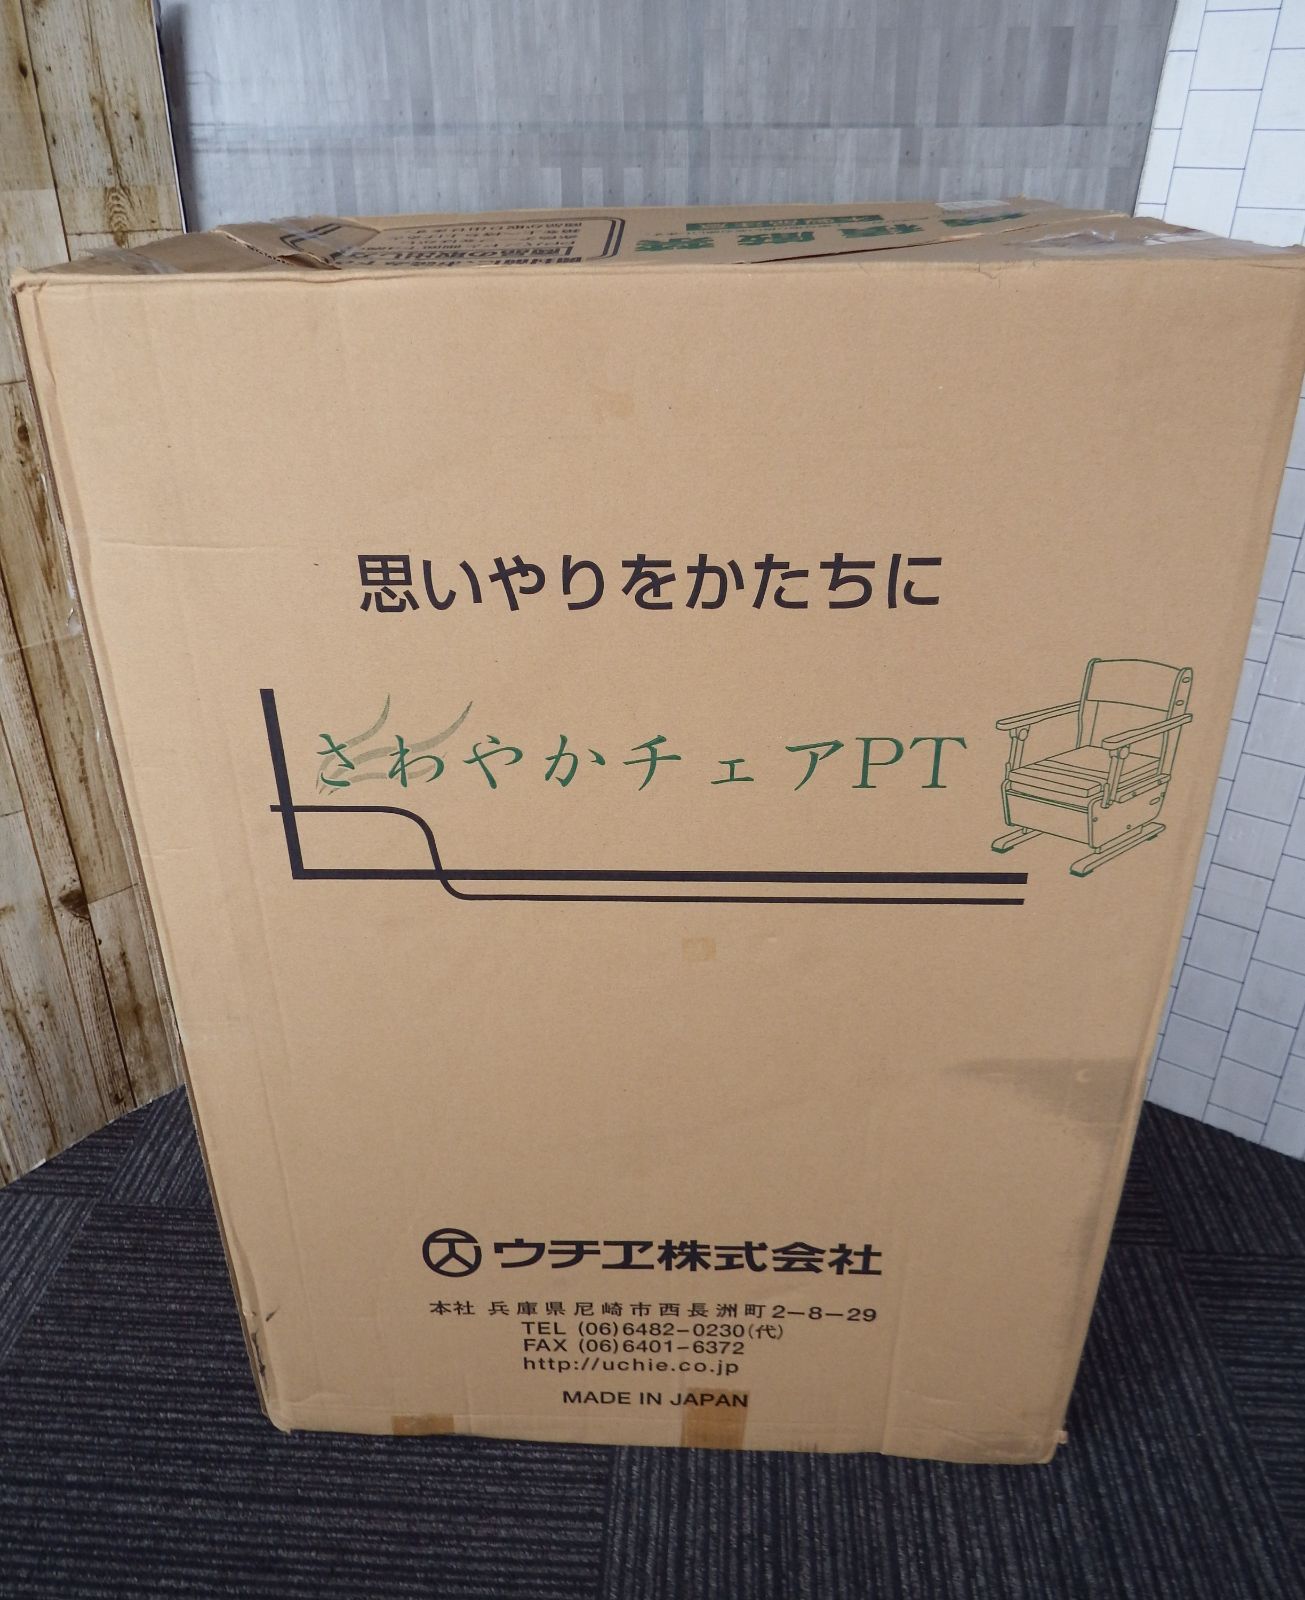 思いやりをかたちに
さわやかチェアPT
ウチヱ株式会社
本社 兵庫県尼崎市西長洲町2-8-29
TEL (06)6482-0230(代)
FAX (06)6401-6372
http://uchie.co.jp
MADE IN JAPAN